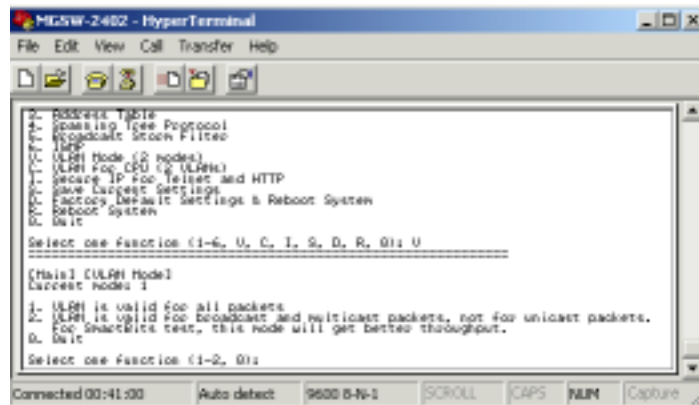 MGSW-2402 - HyperTerminal
File Edit View Call Transfer Help
3. Address Table
4. Spanning Tree Protocol
5. Broadcast Storm Filter
6. IGMP
V. VLAN Mode (2 modes)
C. VLAN for CPU (2 VLANs)
I. Secure IP for Telnet and HTTP
S. Save Current Settings
D. Factory Default Settings & Reboot System
R. Reboot System
Q. Quit
Select one function (1-6, V, C, I, S, D, R, Q): V
[Main] [VLAN Mode]
Current mode: 1
1. VLAN is valid for all packets
2. VLAN is valid for broadcast and multicast packets, not for unicast packets.
For SmartBits test, this mode will get better throughput.
Q. Quit
Select one function (1-2, Q):
Connected 00:41:00 Auto detect 9600 8-N-1 SCROLL CAPS NUM Capture